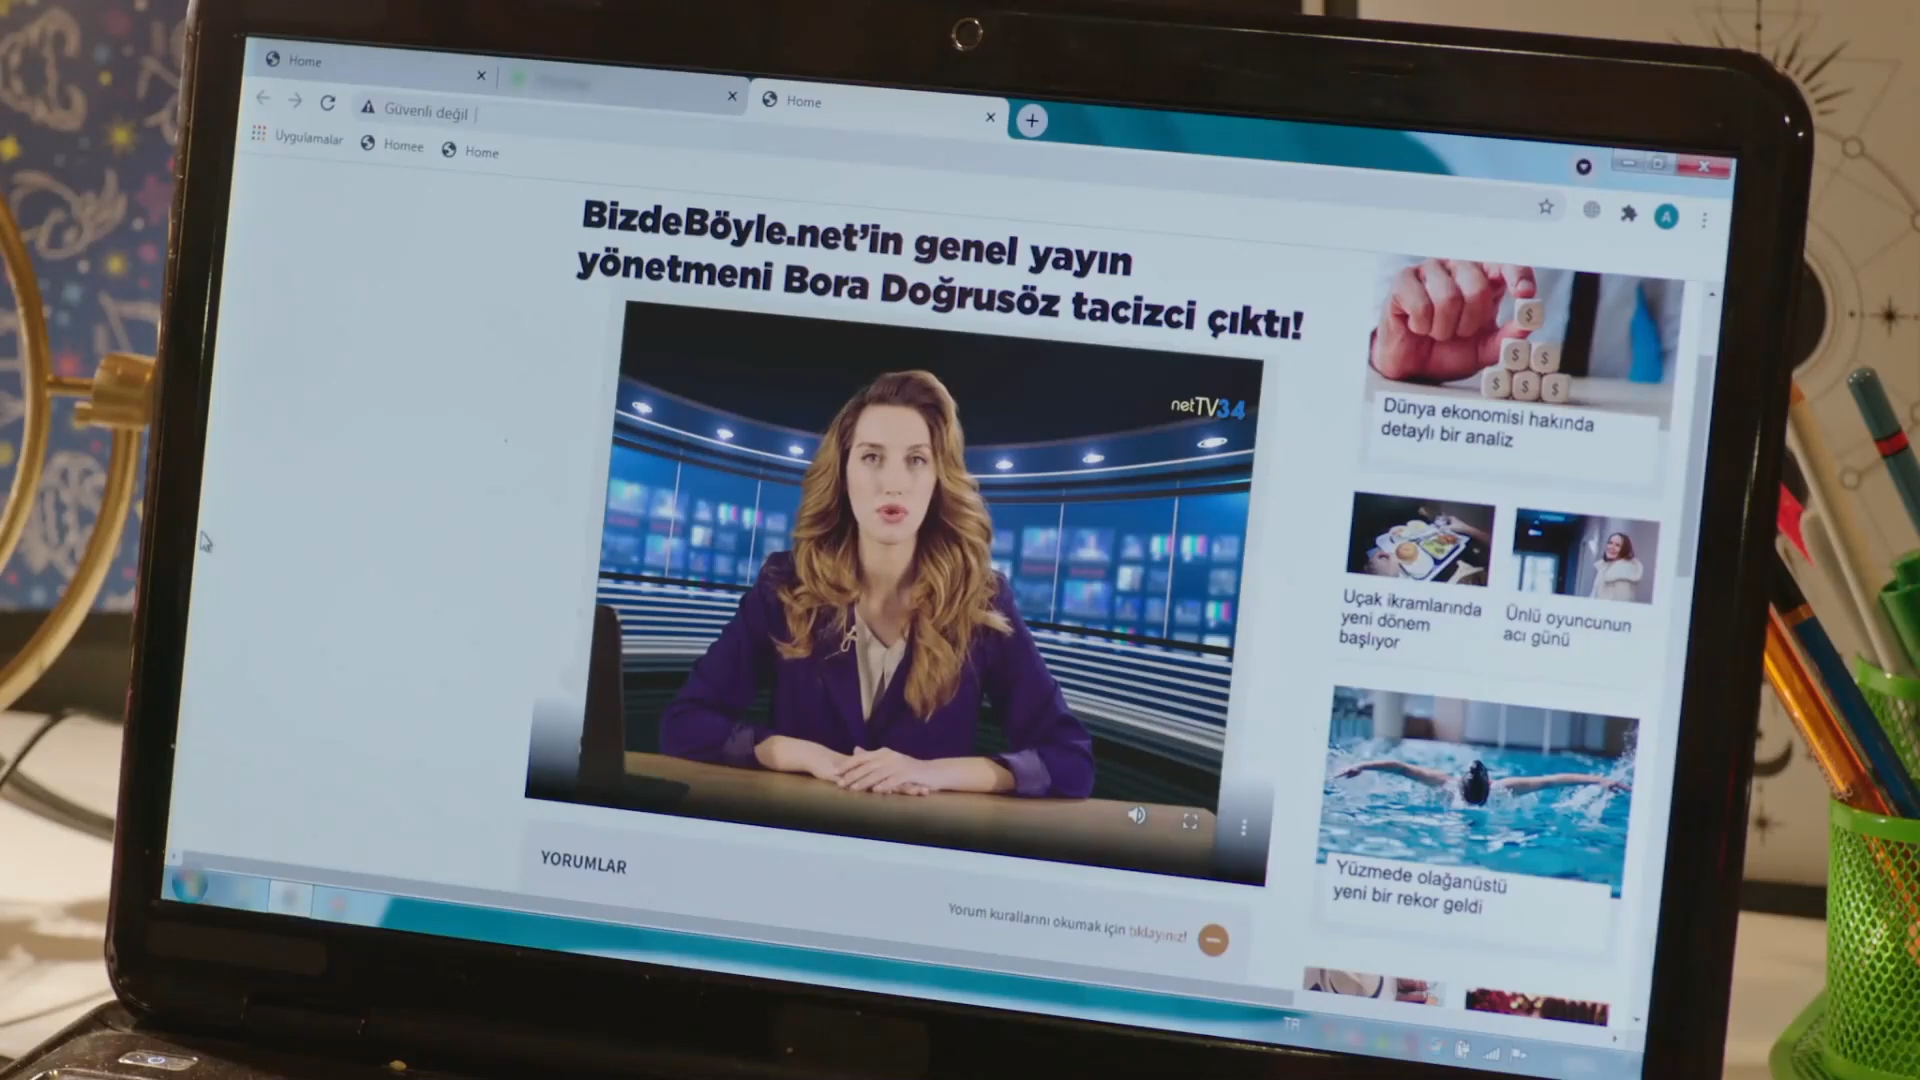 Home
Home
Güvenli değil
Uygulamalar
Homee
Home
A
BizdeBöyle.net'in genel yayın
yönetmeni Bora Doğrusöz tacizci çıktı!
netTV34
Dünya ekonomisi hakında
detaylı bir analiz
Uçak ikramlarında
yeni dönem
başlıyor
Ünlü oyuncunun
acı günü
Yüzmede olağanüstü
yeni bir rekor geldi
YORUMLAR
Yorum kurallarını okumak için tıklayınız!
TR